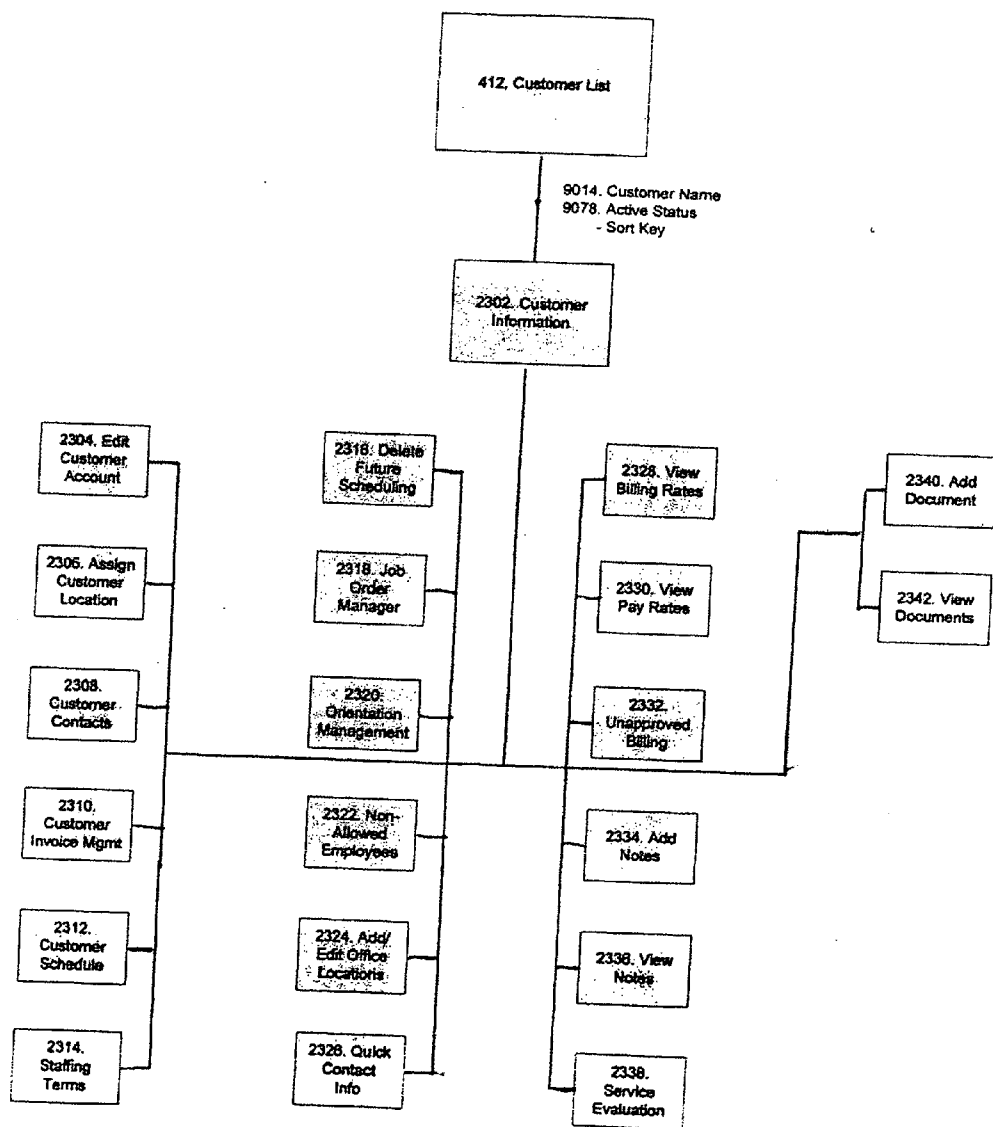 412, Customer List
9014. Customer Name
9078. Active Status
- Sort Key
2302. Customer
Information
2304. Edit
Customer
Account
2306. Assign
Customer
Location
2308.
Customer
Contacts
2310.
Customer
Invoice Mgmt
2312.
Customer
Schedule
2314.
Staffing
Terms
2316. Delete
Future
Scheduling
2318. Job
Order
Manager
2320.
Orientation
Management
2322. Non-
Allowed
Employees
2324. Add/
Edit Office
Locations
2326. Quick
Contact
Info
2328. View
Billing Rates
2330. View
Pay Rates
2332.
Unapproved
Billing
2334. Add
Notes
2336. View
Notes
2338.
Service
Evaluation
2340. Add
Document
2342. View
Documents